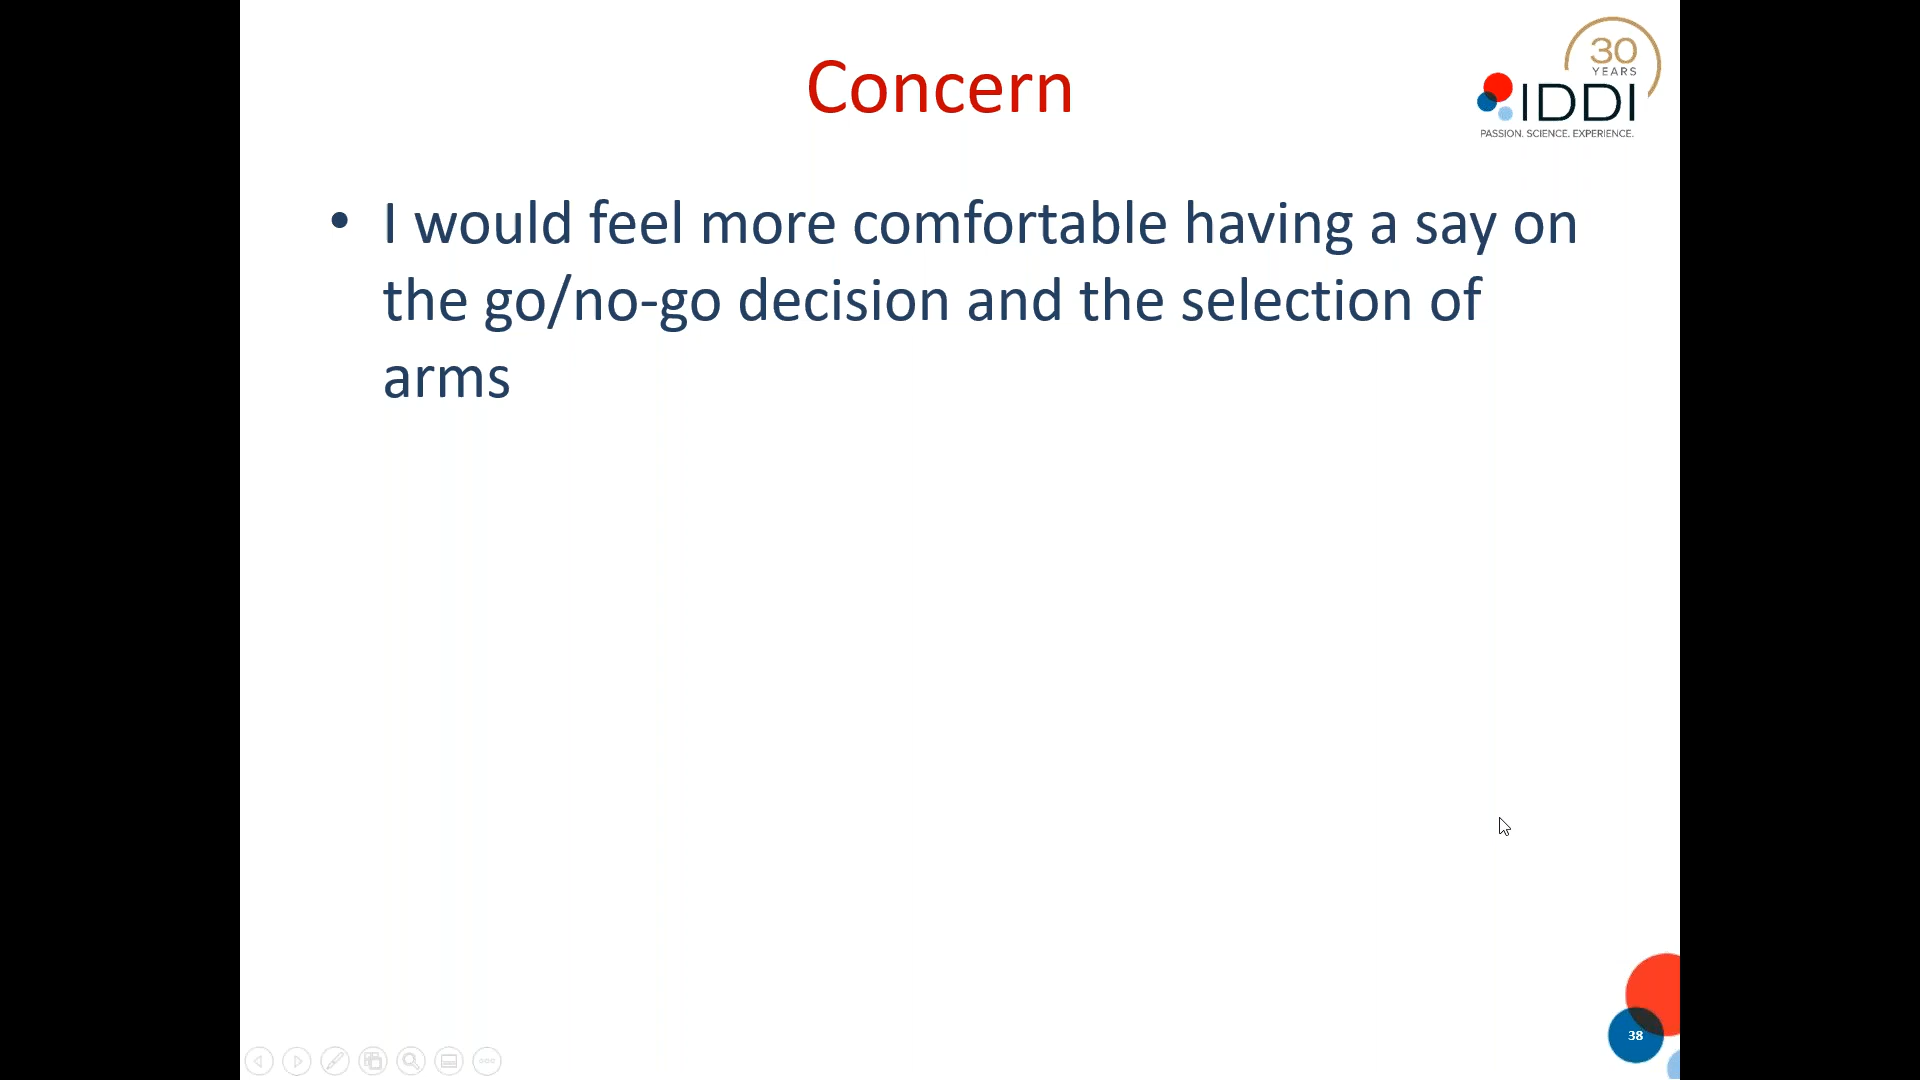 Concern
30
YEARS
IDDI
PASSION. SCIENCE. EXPERIENCE.
• I would feel more comfortable having a say on
the go/no-go decision and the selection of
arms
38